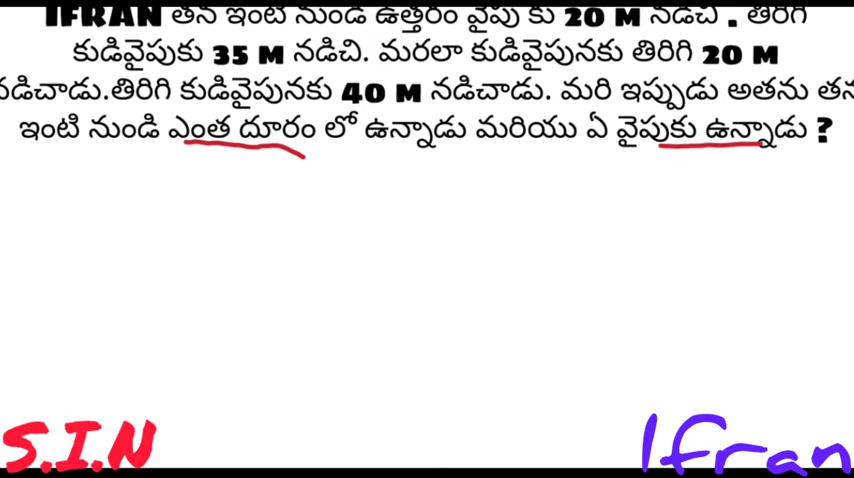 IFRAN తన ఇంటి నుండి ఉత్తరం వైపు కు 20 M నడిచి . తిరిగి
కుడివైపుకు 35 M నడిచి. మరలా కుడివైపునకు తిరిగి 20 M
నడిచాడు.తిరిగి కుడివైపునకు 40 M నడిచాడు. మరి ఇప్పుడు అతను తన
ఇంటి నుండి ఎంత దూరం లో ఉన్నాడు మరియు ఏ వైపుకు ఉన్నాడు ?
S.I.N
Ifran